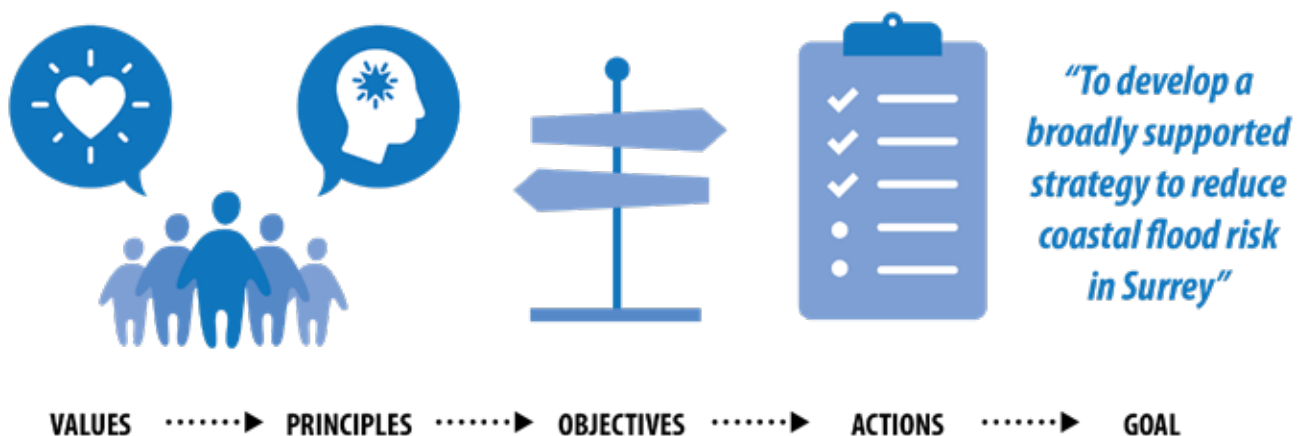 “To develop a
broadly supported
strategy to reduce
coastal flood risk
in Surrey”
VALUES PRINCIPLES OBJECTIVES ACTIONS GOAL